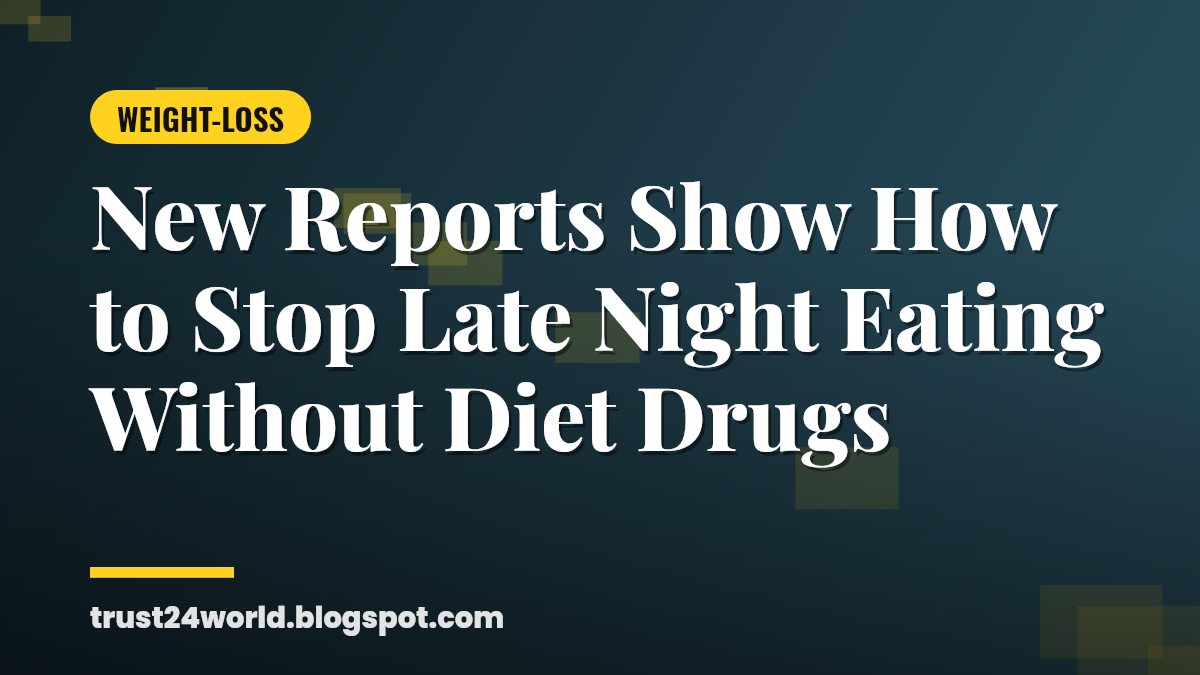 WEIGHT-LOSS
New Reports Show How
to Stop Late Night Eating
Without Diet Drugs
trust24world.blogspot.com